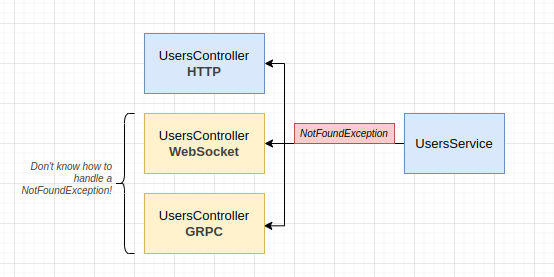 UsersController
HTTP
UsersController
WebSocket
NotFoundException
UsersService
Don't know how to
handle a
NotFoundException!
UsersController
GRPC